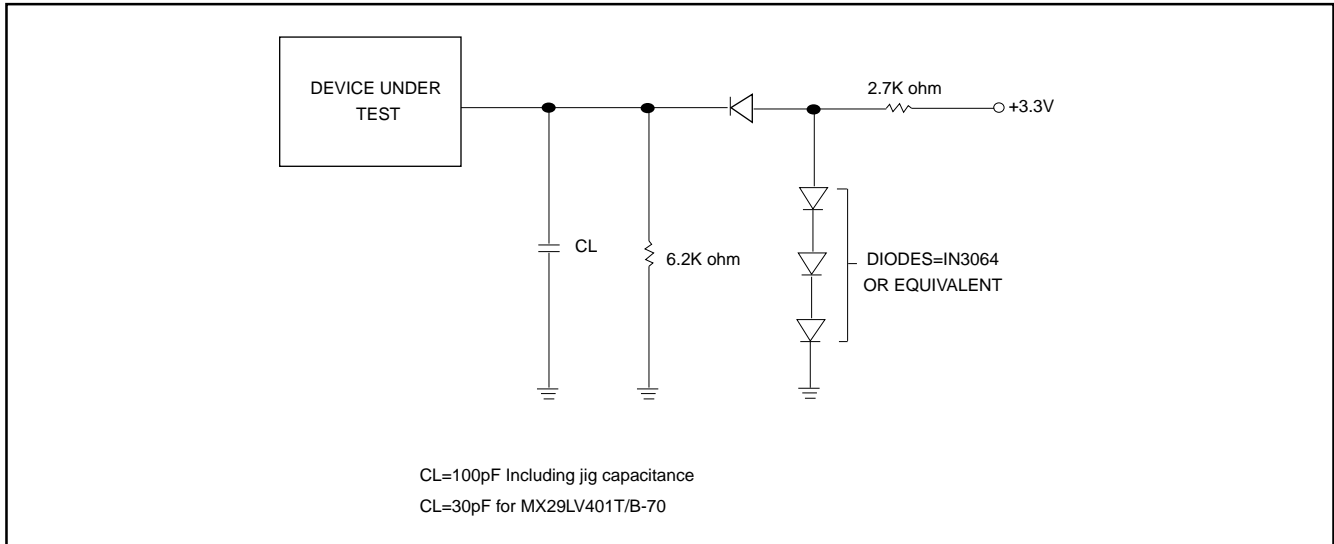 DEVICE UNDER
TEST
2.7K ohm
+3.3V
CL
6.2K ohm
DIODES=IN3064
OR EQUIVALENT
CL=100pF Including jig capacitance
CL=30pF for MX29LV401T/B-70